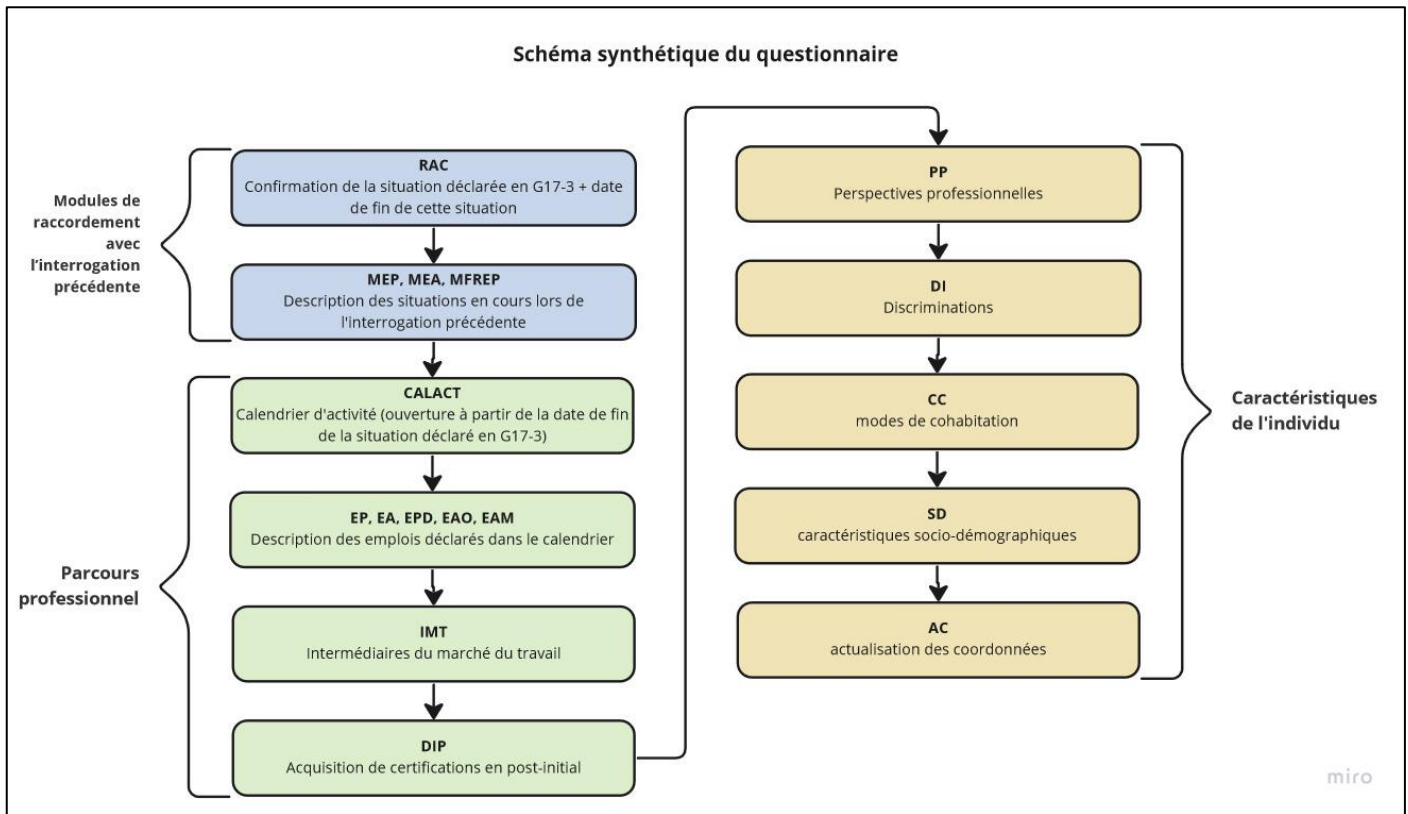 Schéma synthétique du questionnaire
Modules de
raccordement
avec
l'interrogation
précédente
RAC
Confirmation de la situation déclarée en G17-3 + date
de fin de cette situation
MEP, MEA, MFREP
Description des situations en cours lors de
l'interrogation précédente
Parcours
professionnel
CALACT
Calendrier d'activité (ouverture à partir de la date de fin
de la situation déclaré en G17-3)
EP, EA, EPD, EAO, EAM
Description des emplois déclarés dans le calendrier
IMT
Intermédiaires du marché du travail
DIP
Acquisition de certifications en post-initial
PP
Perspectives professionnelles
DI
Discriminations
CC
modes de cohabitation
SD
caractéristiques socio-démographiques
AC
actualisation des coordonnées
Caractéristiques
de l'individu
miro